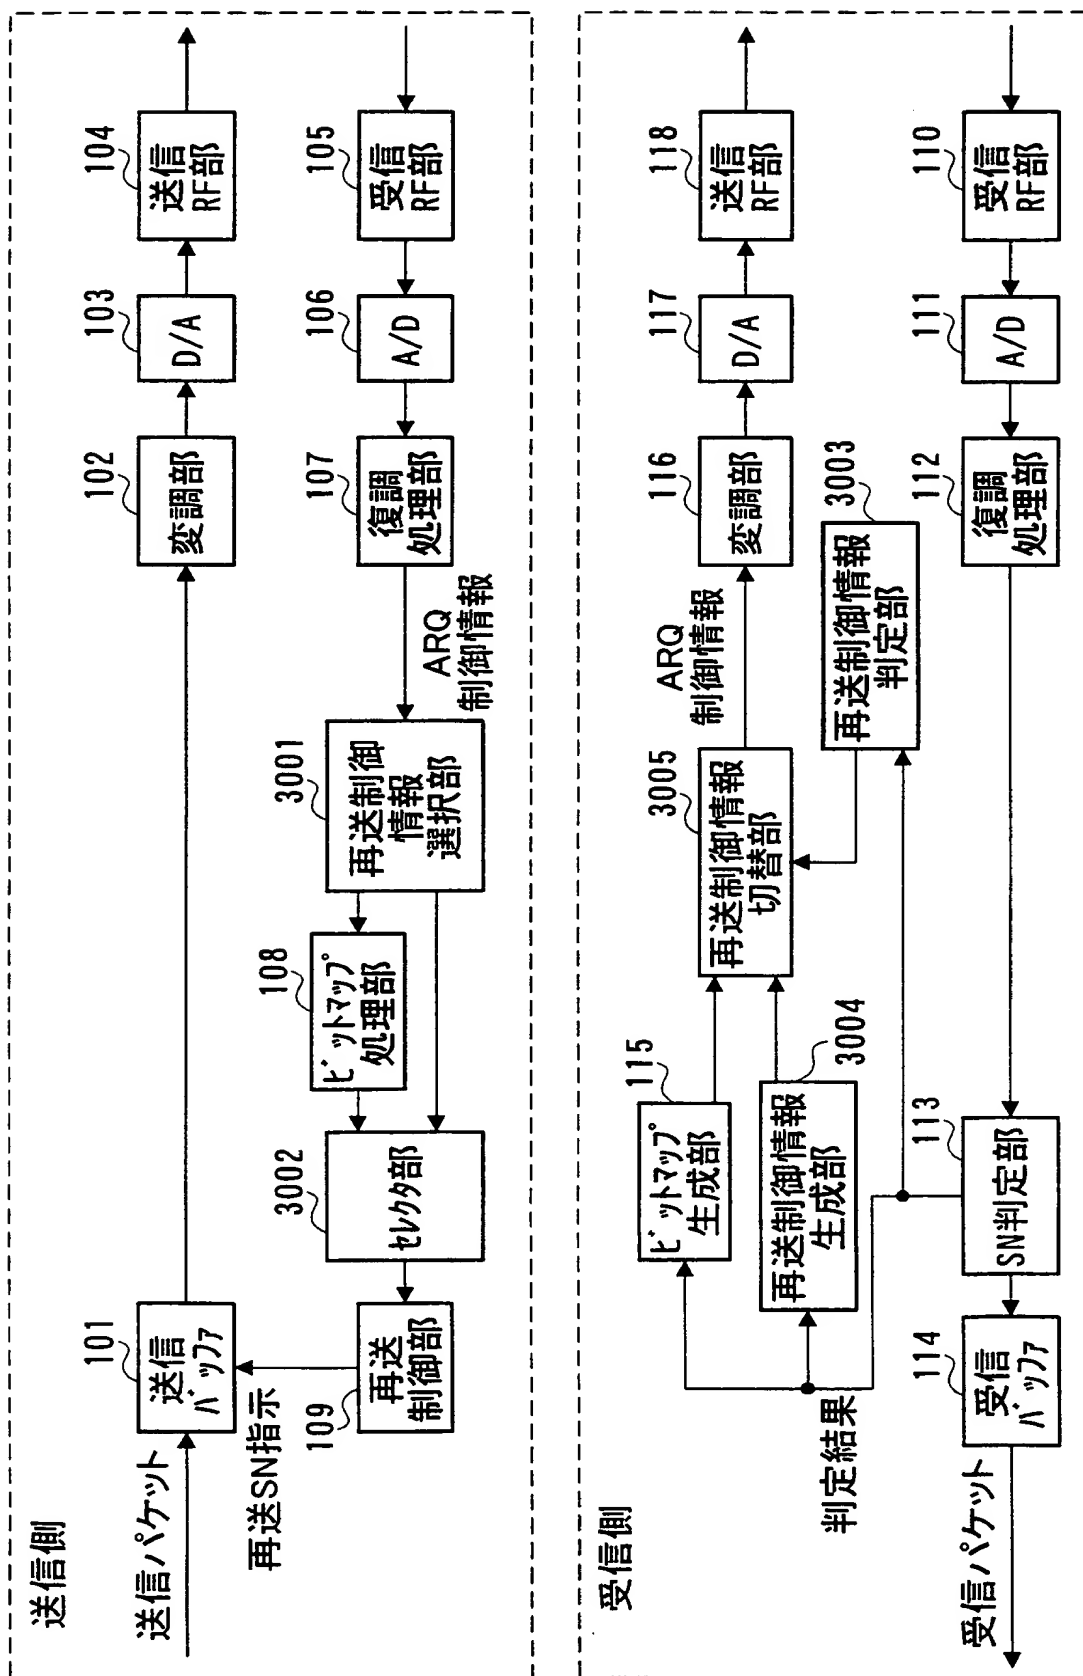 送信側
送信パケット
101
送信
バッファ
102
変調部
103
D/A
104
送信
RF部
再送SN指示
109
再送
制御部
3002
セレクタ部
108
ビットマップ
処理部
3001
再送制御
情報
選択部
ARQ
制御情報
107
復調
処理部
106
A/D
105
受信
RF部
受信側
115
ビットマップ
生成部
3004
再送制御情報
生成部
3005
再送制御情報
切替部
ARQ
制御情報
116
変調部
117
D/A
118
送信
RF部
3003
再送制御情報
判定部
判定結果
受信パケット
114
受信
バッファ
113
SN判定部
112
復調
処理部
111
A/D
110
受信
RF部